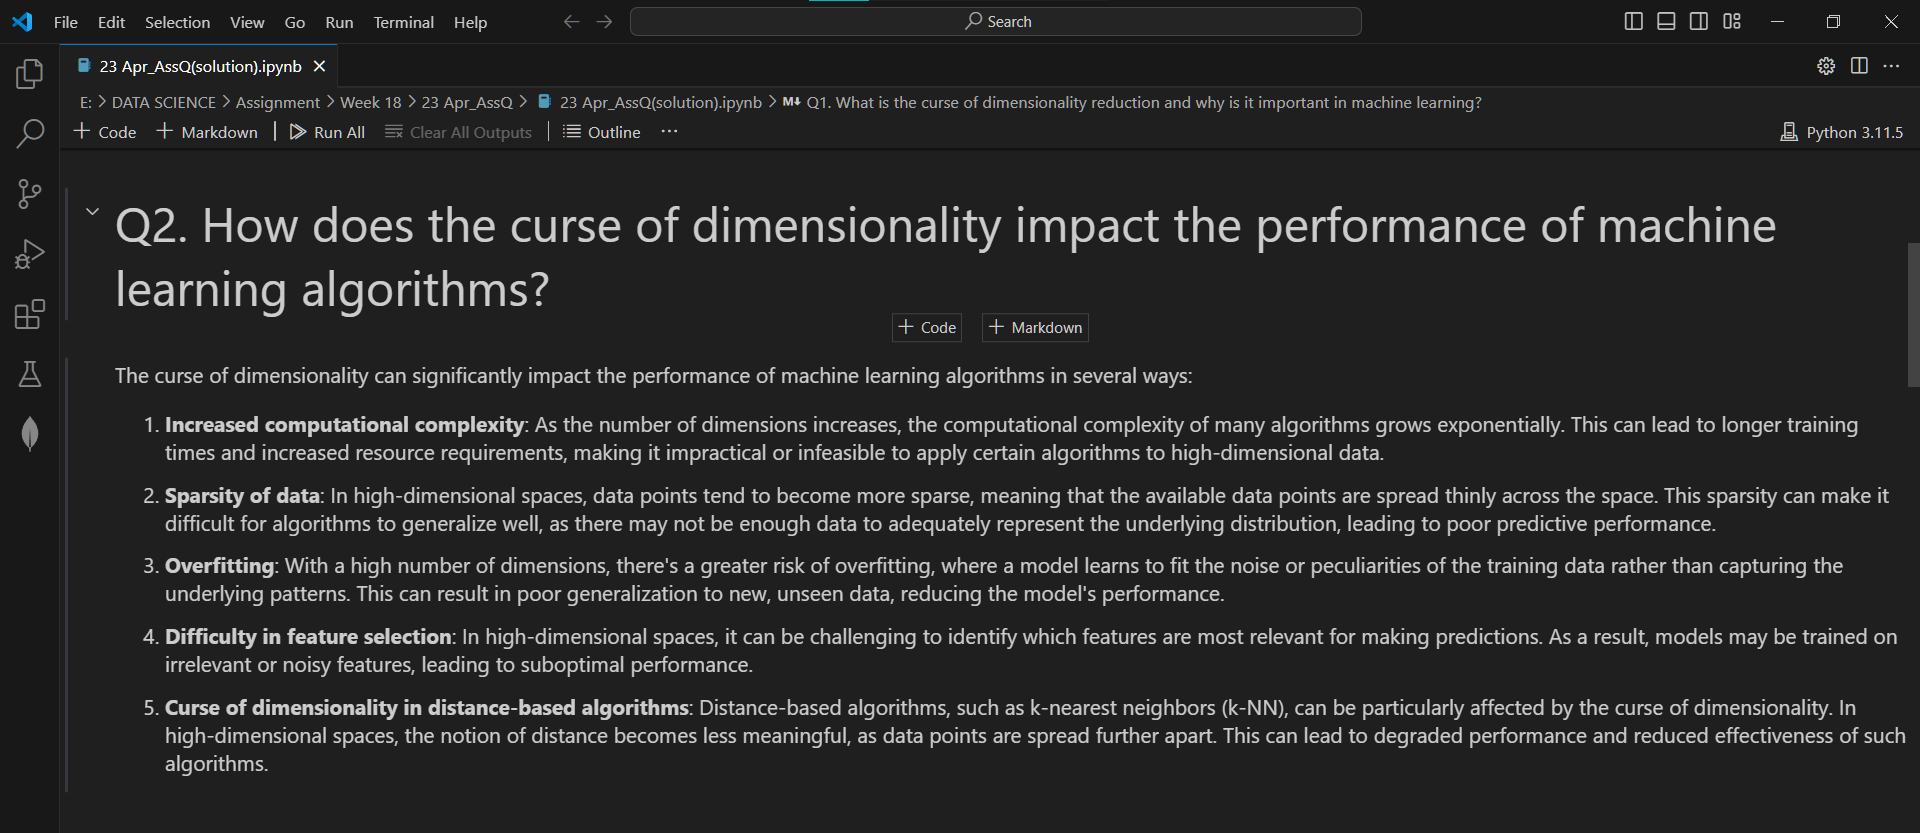 File Edit Selection View Go Run Terminal Help
Search
23 Apr_AssQ(solution).ipynb
E: > DATA SCIENCE > Assignment > Week 18 > 23 Apr_AssQ > 23 Apr_AssQ(solution).ipynb > M↓ Q1. What is the curse of dimensionality reduction and why is it important in machine learning?
+ Code + Markdown | Run All Clear All Outputs | Outline ...
Python 3.11.5
Q2. How does the curse of dimensionality impact the performance of machine
learning algorithms?
+ Code + Markdown
The curse of dimensionality can significantly impact the performance of machine learning algorithms in several ways:
1. Increased computational complexity: As the number of dimensions increases, the computational complexity of many algorithms grows exponentially. This can lead to longer training
times and increased resource requirements, making it impractical or infeasible to apply certain algorithms to high-dimensional data.
2. Sparsity of data: In high-dimensional spaces, data points tend to become more sparse, meaning that the available data points are spread thinly across the space. This sparsity can make it
difficult for algorithms to generalize well, as there may not be enough data to adequately represent the underlying distribution, leading to poor predictive performance.
3. Overfitting: With a high number of dimensions, there's a greater risk of overfitting, where a model learns to fit the noise or peculiarities of the training data rather than capturing the
underlying patterns. This can result in poor generalization to new, unseen data, reducing the model's performance.
4. Difficulty in feature selection: In high-dimensional spaces, it can be challenging to identify which features are most relevant for making predictions. As a result, models may be trained on
irrelevant or noisy features, leading to suboptimal performance.
5. Curse of dimensionality in distance-based algorithms: Distance-based algorithms, such as k-nearest neighbors (k-NN), can be particularly affected by the curse of dimensionality. In
high-dimensional spaces, the notion of distance becomes less meaningful, as data points are spread further apart. This can lead to degraded performance and reduced effectiveness of such
algorithms.